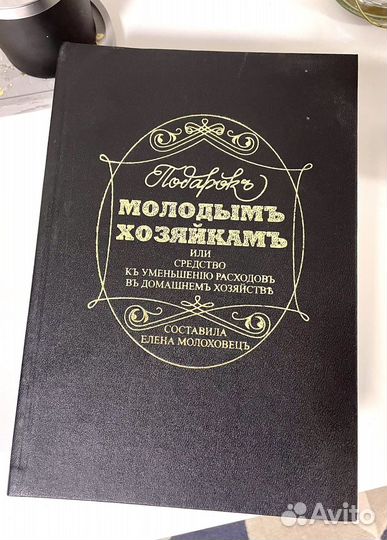 Подарокъ
МОЛОДЫМЪ
ХОЗЯЙКАМЪ
ИЛИ
СРЕДСТВО
КЪ УМЕНЬШЕНІЮ РАСХОДОВЪ
ВЪ ДОМАШНЕМЪ ХОЗЯЙСТВѢ
СОСТАВИЛА
ЕЛЕНА МОЛОХОВЕЦЪ
Avito